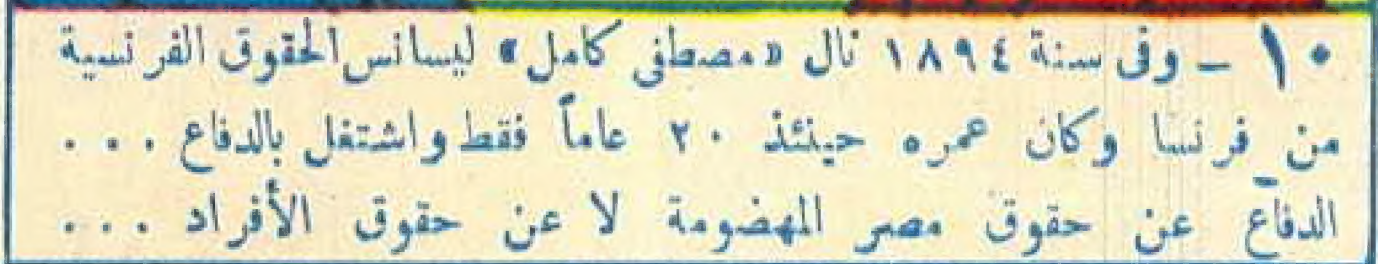 ١٠ – وفى سنة ١٨٩٤ نال «مصطفى كامل» ليسانس الحقوق الفرنسية
من فرنسا وكان عمره حينئذ ٢٠ عاماً فقط واشتغل بالدفاع ...
الدفاع عن حقوق مصر المهضومة لا عن حقوق الأفراد ...